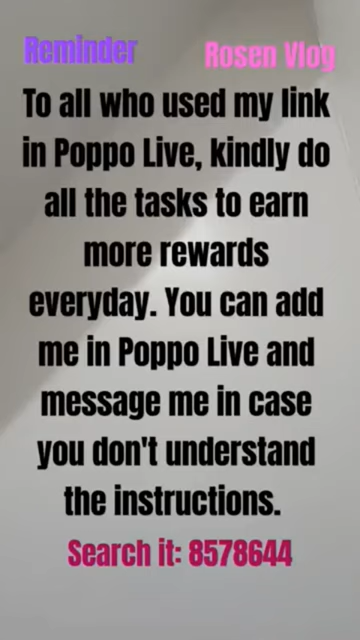 Reminder
Rosen Vlog
To all who used my link
in Poppo Live, kindly do
all the tasks to earn
more rewards
everyday. You can add
me in Poppo Live and
message me in case
you don't understand
the instructions.
Search it: 8578644